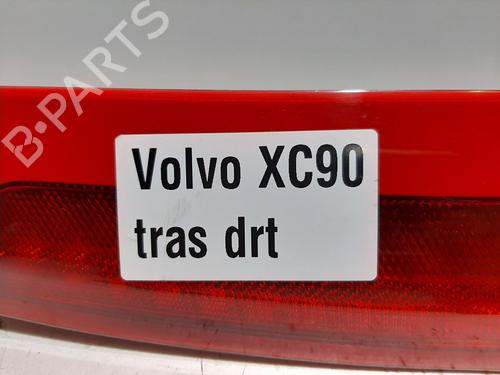 B-PARTS
Volvo XC90
tras drt